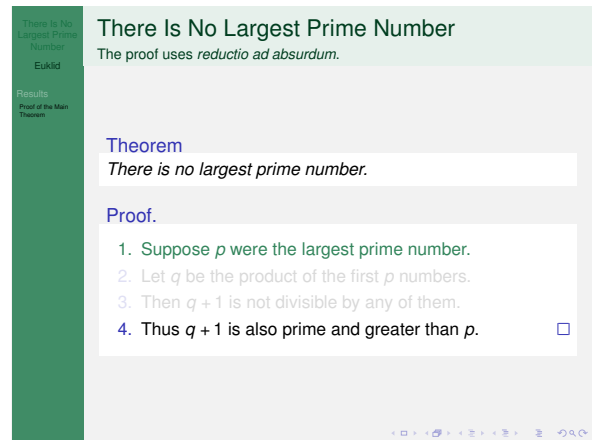 There Is No
Largest Prime
Number
Euklid
Results
Proof of the Main
Theorem
There Is No Largest Prime Number
The proof uses reductio ad absurdum.
Theorem
There is no largest prime number.
Proof.
1. Suppose p were the largest prime number.
2. Let q be the product of the first p numbers.
3. Then q + 1 is not divisible by any of them.
4. Thus q + 1 is also prime and greater than p. □